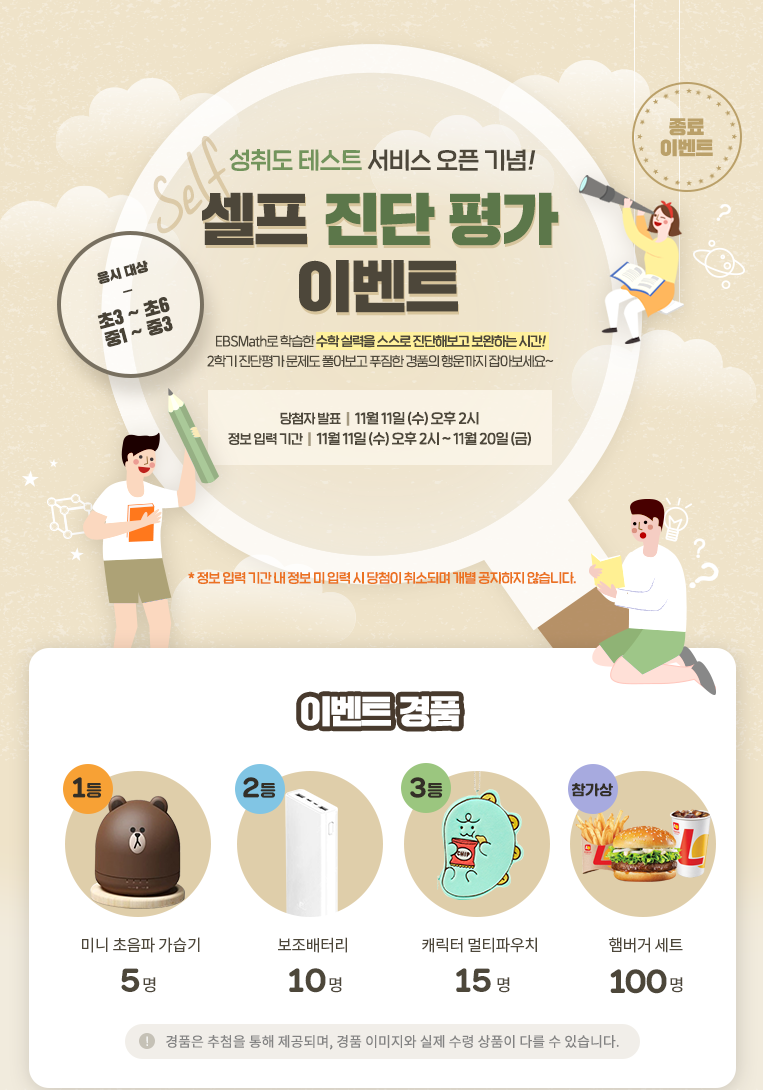 종료
이벤트
Self
성취도 테스트 서비스 오픈 기념!
셀프 진단 평가
이벤트
응시 대상
초3 ~ 초6
중1 ~ 중3
EBSMath로 학습한 수학 실력을 스스로 진단해보고 보완하는 시간!
2학기 진단평가 문제도 풀어보고 푸짐한 경품의 행운까지 잡아보세요~
당첨자 발표 | 11월 11일 (수) 오후 2시
정보 입력 기간 | 11월 11일 (수) 오후 2시 ~ 11월 20일 (금)
* 정보 입력 기간 내 정보 미 입력 시 당첨이 취소되며 개별 공지하지 않습니다.
이벤트 경품
1등
2등
3등
참가상
CHIP
미니 초음파 가습기
보조배터리
캐릭터 멀티파우치
햄버거 세트
5명
10명
15명
100명
! 경품은 추첨을 통해 제공되며, 경품 이미지와 실제 수령 상품이 다를 수 있습니다.